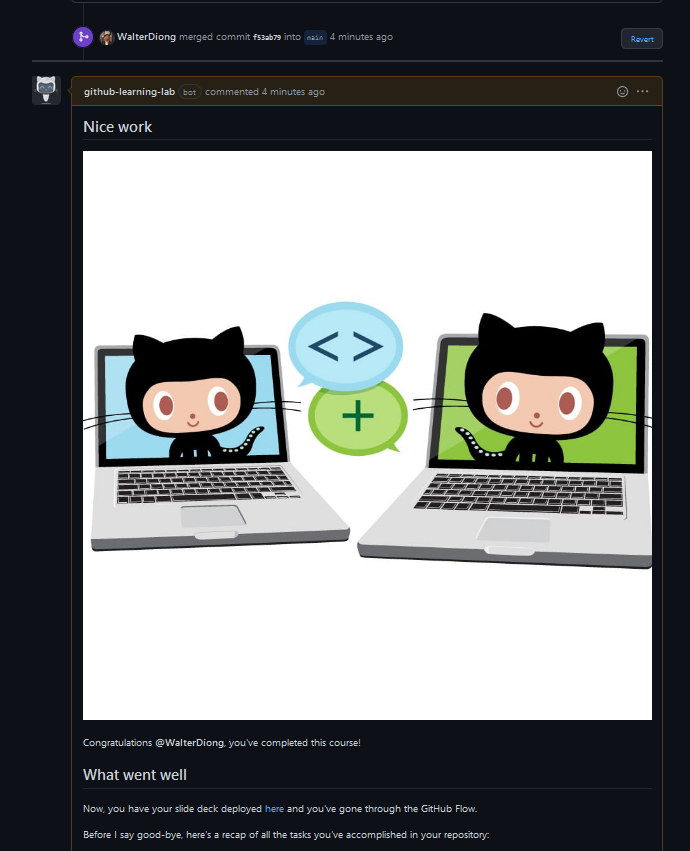 WalterDiong merged commit f53ab79 into main 4 minutes ago
Revert
github-learning-lab bot commented 4 minutes ago
Nice work
< >
+
Congratulations @WalterDiong, you've completed this course!
What went well
Now, you have your slide deck deployed here and you've gone through the GitHub Flow.
Before I say good-bye, here's a recap of all the tasks you've accomplished in your repository: